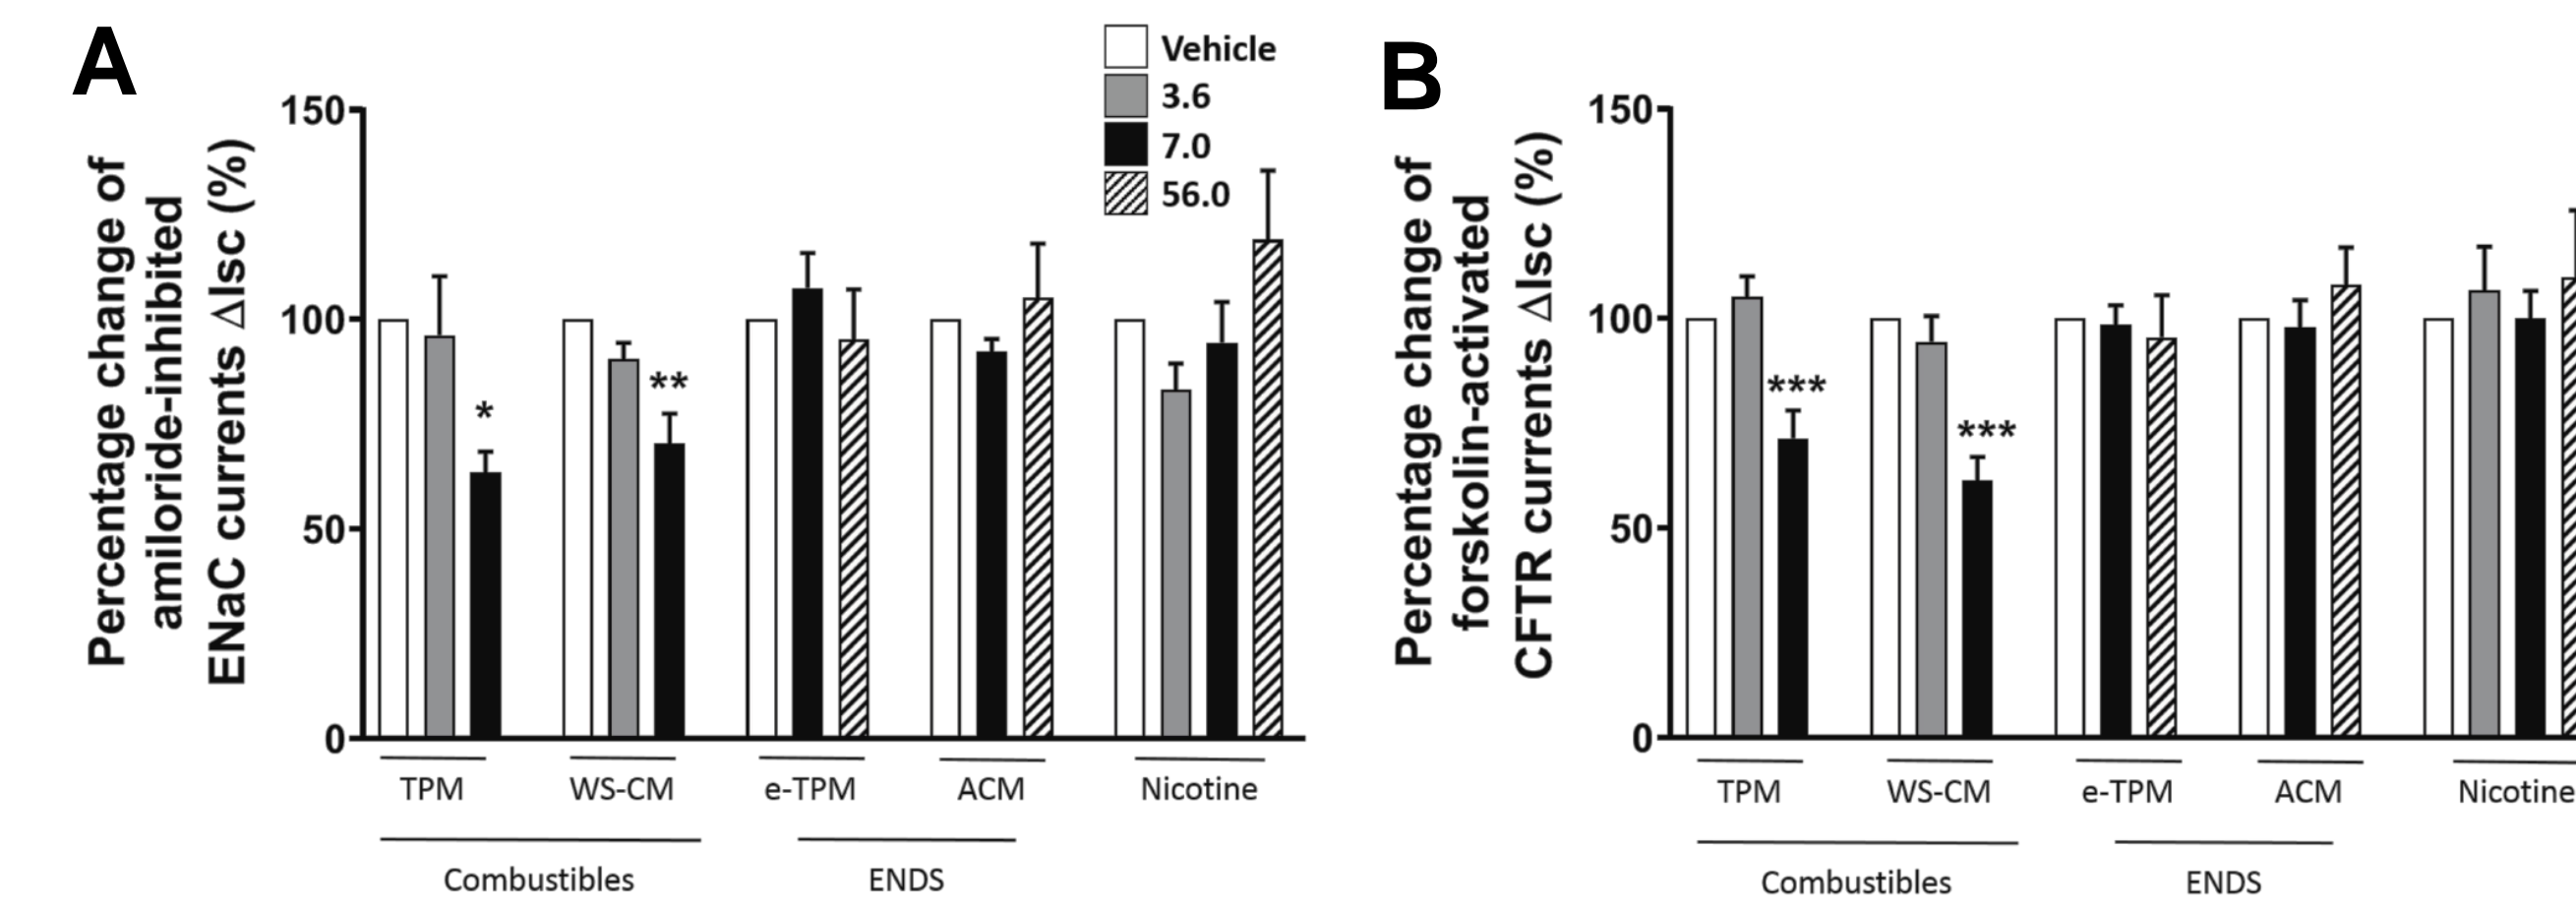 A
Vehicle
3.6
7.0
56.0
Percentage change of
amiloride-inhibited
ENaC currents ΔIsc (%)
150
100
50
0
*
**
TPM
WS-CM
e-TPM
ACM
Nicotine
Combustibles
ENDS
B
Percentage change of
forskolin-activated
CFTR currents ΔIsc (%)
150
100
50
0
***
***
TPM
WS-CM
e-TPM
ACM
Nicotine
Combustibles
ENDS